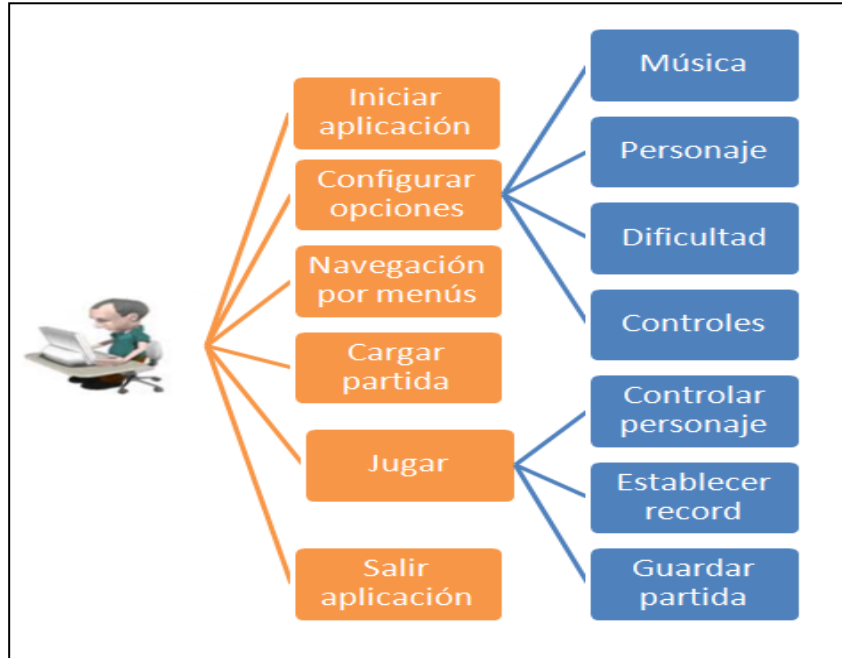 Iniciar
aplicación
Configurar
opciones
Música
Personaje
Dificultad
Controles
Navegación
por menús
Cargar
partida
Jugar
Controlar
personaje
Establecer
record
Guardar
partida
Salir
aplicación